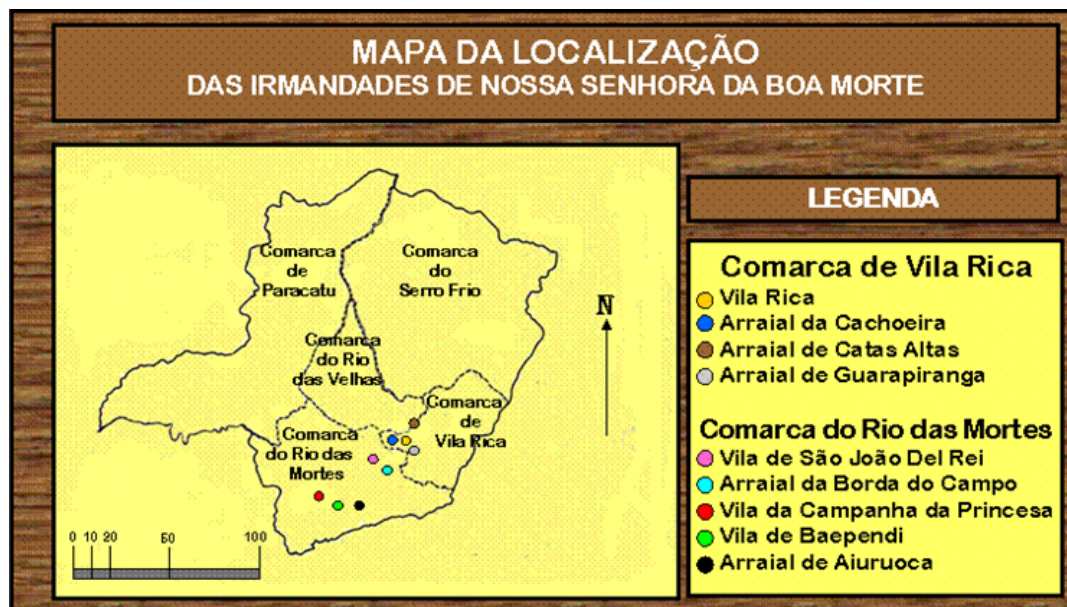 MAPA DA LOCALIZAÇÃO
DAS IRMANDADES DE NOSSA SENHORA DA BOA MORTE
Comarca
de
Paracatu
Comarca
do
Serro Frio
Comarca
do Rio
das Velhas
Comarca
de
Vila Rica
Comarca
do Rio das
Mortes
N
0 10 20 50 100
LEGENDA
Comarca de Vila Rica
Vila Rica
Arraial da Cachoeira
Arraial de Catas Altas
Arraial de Guarapiranga
Comarca do Rio das Mortes
Vila de São João Del Rei
Arraial da Borda do Campo
Vila da Campanha da Princesa
Vila de Baependi
Arraial de Aiuruoca